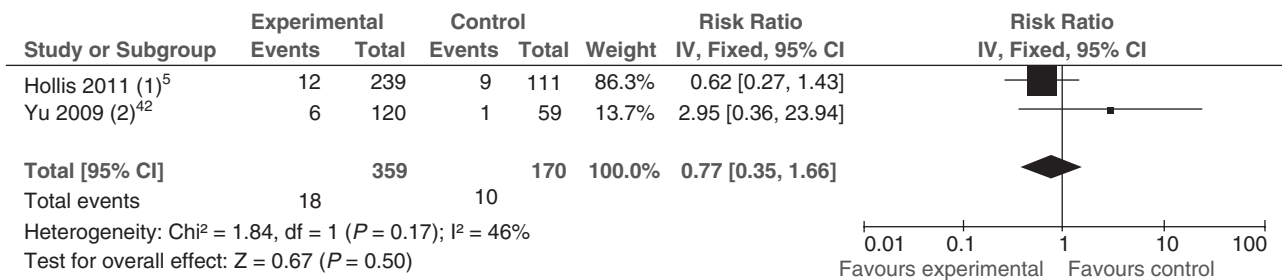 Experimental Control Risk Ratio Risk Ratio
Study or Subgroup Events Total Events Total Weight IV, Fixed, 95% CI IV, Fixed, 95% CI
Hollis 2011 (1)⁵ 12 239 9 111 86.3% 0.62 [0.27, 1.43]
Yu 2009 (2)⁴² 6 120 1 59 13.7% 2.95 [0.36, 23.94]
Total [95% CI] 359 170 100.0% 0.77 [0.35, 1.66]
Total events 18 10
Heterogeneity: Chi² = 1.84, df = 1 (P = 0.17); I² = 46%
Test for overall effect: Z = 0.67 (P = 0.50)
0.01 0.1 1 10 100
Favours experimental Favours control